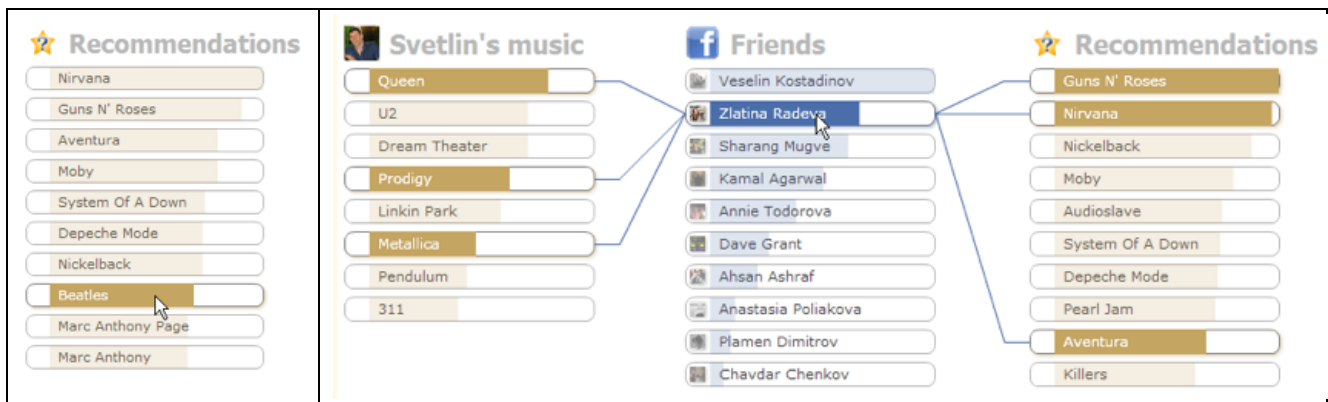 Recommendations
Nirvana
Guns N' Roses
Aventura
Moby
System Of A Down
Depeche Mode
Nickelback
Beatles
Marc Anthony Page
Marc Anthony
Svetlin's music
Queen
U2
Dream Theater
Prodigy
Linkin Park
Metallica
Pendulum
311
Friends
Veselin Kostadinov
Zlatina Radeva
Sharang Mugve
Kamal Agarwal
Annie Todorova
Dave Grant
Ahsan Ashraf
Anastasia Poliakova
Plamen Dimitrov
Chavdar Chenkov
Recommendations
Guns N' Roses
Nirvana
Nickelback
Moby
Audioslave
System Of A Down
Depeche Mode
Pearl Jam
Aventura
Killers